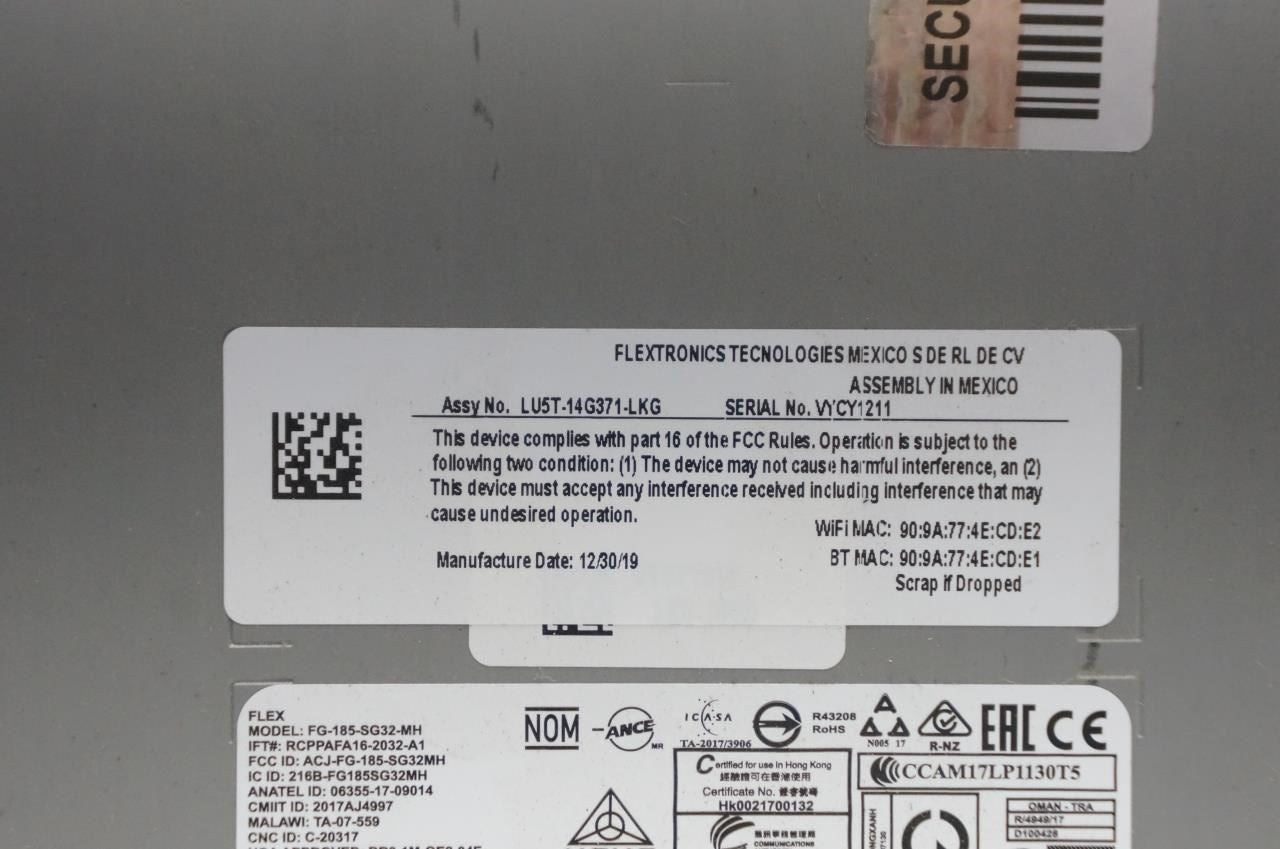 SECU
FLEXTRONICS TECNOLOGIES MEXICO S DE RL DE CV
ASSEMBLY IN MEXICO
Assy No. LU5T-14G371-LKG SERIAL No. VYCY1211
This device complies with part 16 of the FCC Rules. Operation is subject to the
following two condition: (1) The device may not cause harmful interference, an (2)
This device must accept any interference received including interference that may
cause undesired operation.
WiFi MAC: 90:9A:77:4E:CD:E2
Manufacture Date: 12/30/19
BT MAC: 90:9A:77:4E:CD:E1
Scrap if Dropped
FLEX
MODEL: FG-185-SG32-MH
IFT#: RCPPAFA16-2032-A1
FCC ID: ACJ-FG-185-SG32MH
IC ID: 216B-FG185SG32MH
ANATEL ID: 06355-17-09014
CMIIT ID: 2017AJ4997
MALAWI: TA-07-559
CNC ID: C-20317
NOM
ANCE
MR
ICASA
TA-2017/3906
R43208
RoHS
N005 17
R-NZ
EAC CE
Certified for use in Hong Kong
經驗證可在香港使用
Certificate No. 證書號碼
Hk0021700132
CCAM17LP1130T5
COMMUNICATIONS
OMAN - TRA
R/4949/17
D100428